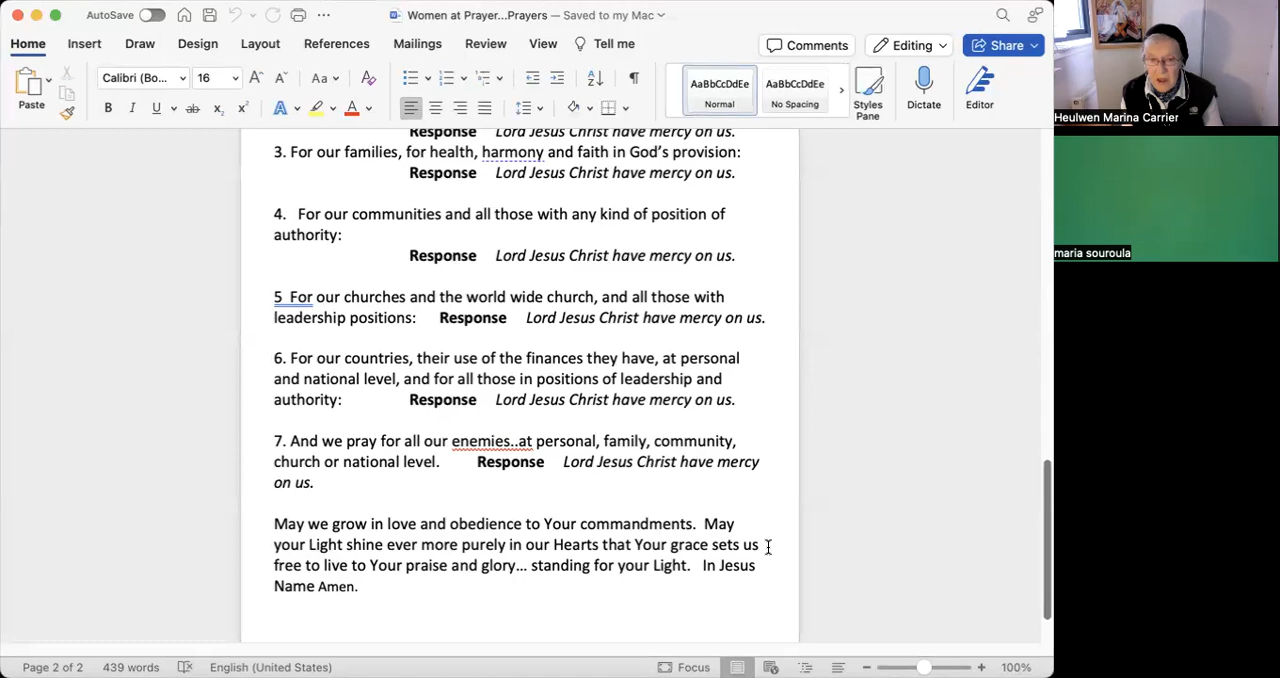 AutoSave
Women at Prayer...Prayers — Saved to my Mac
Home Insert Draw Design Layout References Mailings Review View Tell me
Comments Editing Share
Paste
Calibri (Bo... 16
Aa
AaBbCcDdEe AaBbCcDdEe
Normal No Spacing
Styles Pane
Dictate
Editor
Response Lord Jesus Christ have mercy on us.
3. For our families, for health, harmony and faith in God's provision:
Response Lord Jesus Christ have mercy on us.
4. For our communities and all those with any kind of position of
authority:
Response Lord Jesus Christ have mercy on us.
5 For our churches and the world wide church, and all those with
leadership positions: Response Lord Jesus Christ have mercy on us.
6. For our countries, their use of the finances they have, at personal
and national level, and for all those in positions of leadership and
authority: Response Lord Jesus Christ have mercy on us.
7. And we pray for all our enemies..at personal, family, community,
church or national level. Response Lord Jesus Christ have mercy
on us.
May we grow in love and obedience to Your commandments. May
your Light shine ever more purely in our Hearts that Your grace sets us
free to live to Your praise and glory… standing for your Light. In Jesus
Name Amen.
Page 2 of 2 439 words English (United States) Focus 100%
Heulwen Marina Carrier
maria souroula